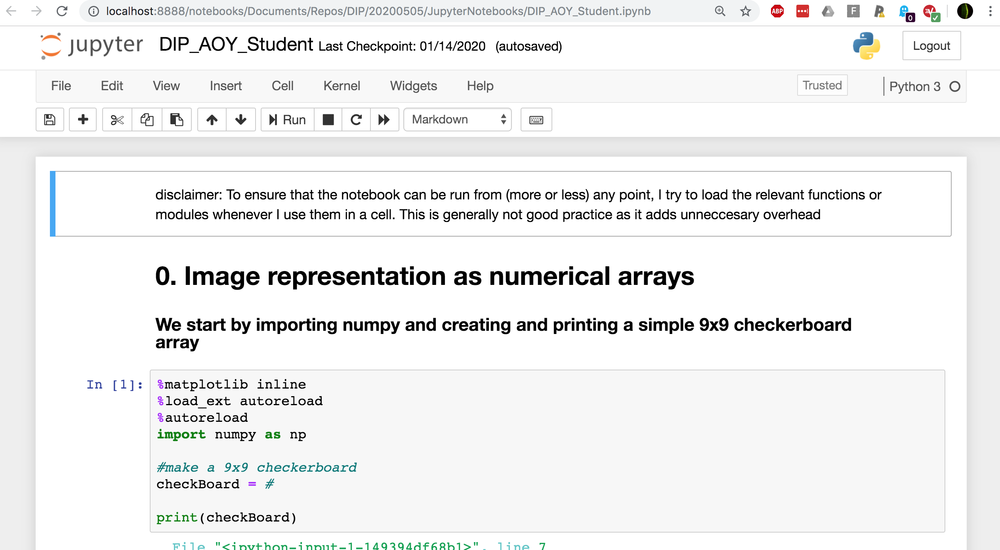 localhost:8888/notebooks/Documents/Repos/DIP/20200505/JupyterNotebooks/DIP_AOY_Student.ipynb
ABP
F
0
jupyter DIP_AOY_Student Last Checkpoint: 01/14/2020 (autosaved)
Logout
File Edit View Insert Cell Kernel Widgets Help Trusted Python 3
Run Markdown
disclaimer: To ensure that the notebook can be run from (more or less) any point, I try to load the relevant functions or
modules whenever I use them in a cell. This is generally not good practice as it adds unneccesary overhead
0. Image representation as numerical arrays
We start by importing numpy and creating and printing a simple 9x9 checkerboard
array
In [1]:
%matplotlib inline
%load_ext autoreload
%autoreload
import numpy as np
#make a 9x9 checkerboard
checkBoard = #
print(checkBoard)
File "<ipython-input-1-149394df68b1>", line 7